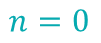 n = 0